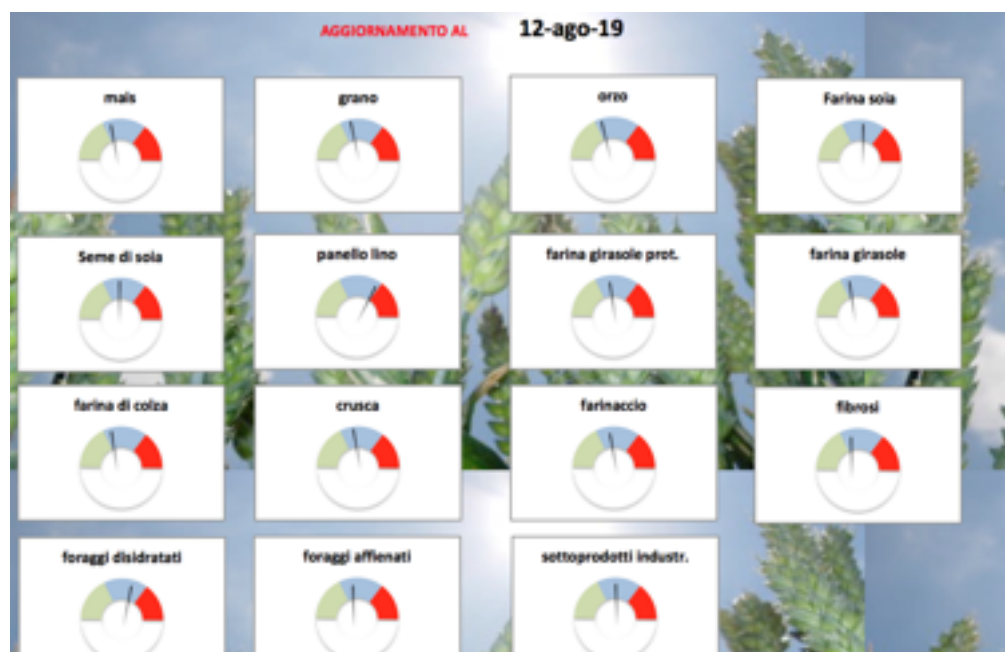 AGGIORNAMENTO AL 12-ago-19
mais grano orzo Farina soia
Seme di soia panello lino farina girasole prot. farina girasole
farina di colza crusca farinaccio fibrosi
foraggi disidratati foraggi affienati sottoprodotti industr.